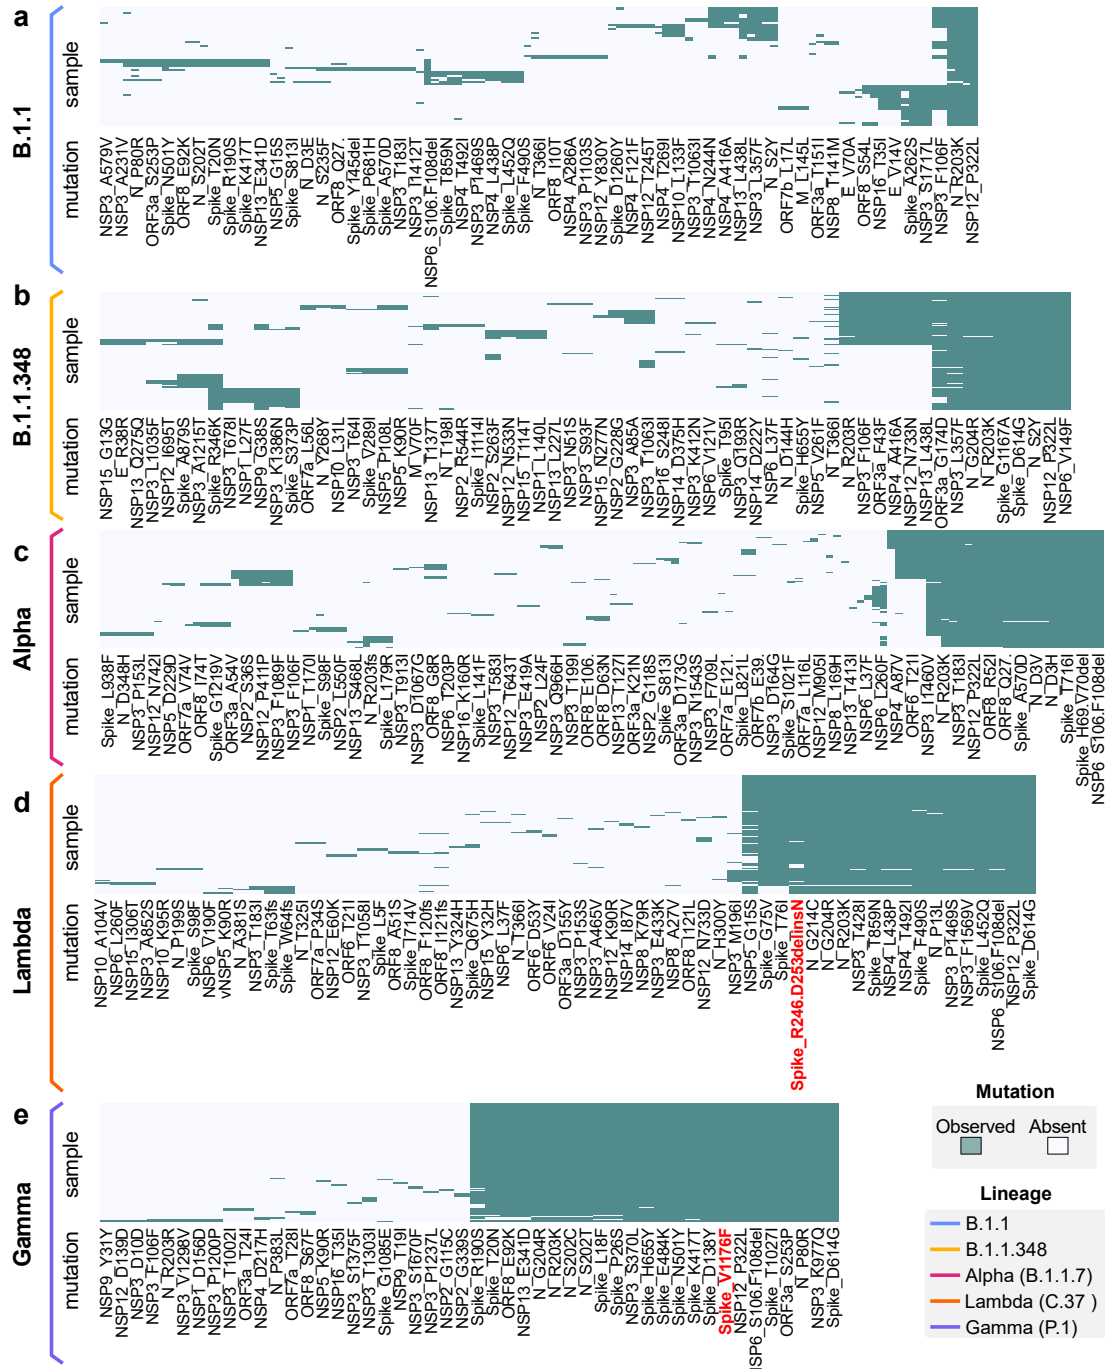 a
B.1.1
sample
mutation
NSP3_A579V
NSP3_A231V
N_P80R
ORF3a_S253P
Spike_N501Y
ORF8_E92K
N_S202T
Spike_T20N
Spike_R190S
Spike_K417T
NSP13_E341D
NSP5_G15S
Spike_S813I
N_D3E
N_S235F
ORF8_Q27.
Spike_Y145del
Spike_P681H
Spike_A570D
NSP3_T183I
NSP3_I1412T
NSP6_S106.F108del
Spike_T859N
NSP4_T492I
NSP3_P1469S
NSP4_L438P
Spike_L452Q
Spike_F490S
N_T366I
ORF8_I10T
NSP4_A286A
NSP3_P1103S
NSP12_Y830Y
Spike_D1260Y
NSP4_F121F
NSP12_T245T
NSP4_T269I
NSP10_L133F
NSP3_T1063I
NSP4_N244N
NSP4_A416A
NSP13_L438L
NSP3_L357F
N_S2Y
ORF7b_L17L
M_L145L
ORF3a_T151I
NSP8_T141M
E_V70A
ORF8_S54L
NSP16_T35I
E_V14V
Spike_A262S
NSP3_S1717L
NSP3_F106F
N_R203K
NSP12_P322L
b
B.1.1.348
sample
mutation
NSP15_G13G
E_R38R
NSP13_Q275Q
NSP3_L1035F
NSP12_I695T
Spike_A879S
NSP3_A1215T
Spike_R346K
NSP3_T678I
NSP1_L27F
NSP9_G38S
NSP3_K1386N
Spike_S373P
ORF7a_L56L
N_Y268Y
NSP10_L31L
NSP3_T64I
Spike_V289I
NSP5_P108L
NSP5_K90R
M_V70F
NSP13_T137T
N_T198I
NSP2_R544R
Spike_I1114I
NSP2_S263F
NSP12_N533N
NSP15_T114T
NSP1_L140L
NSP13_L227L
NSP3_N51S
NSP3_S93F
NSP15_N277N
NSP2_G228G
NSP3_A85A
NSP3_T1063I
NSP16_S248I
NSP14_D375H
NSP3_K412N
NSP6_V121V
Spike_T95I
NSP3_Q193R
NSP14_D222Y
NSP6_L37F
N_D144H
Spike_H655Y
NSP5_V261F
N_T366I
N_R203R
NSP3_F106F
ORF3a_F43F
NSP4_A416A
NSP12_N733N
NSP13_L438L
ORF3a_G174D
NSP3_L357F
N_R203K
N_G204R
Spike_G1167A
Spike_D614G
N_S2Y
NSP12_P322L
NSP6_V149F
c
Alpha
sample
mutation
Spike_L938F
N_D348H
NSP3_P153L
NSP12_N742I
NSP5_D229D
ORF7a_V74V
ORF8_T74T
Spike_G1219V
ORF3a_A54V
NSP2_S36S
NSP12_P411P
NSP3_F1089F
NSP3_F106F
NSP1_T170I
Spike_S98F
NSP2_L550F
NSP13_S468L
N_R203fs
Spike_L179R
NSP3_T913I
NSP3_D1067G
NSP6_T203P
ORF8_G8R
NSP16_K160R
Spike_L141F
NSP3_T583I
NSP12_T643T
NSP3_E419A
NSP2_L24F
NSP3_Q966H
NSP3_T199I
ORF8_E106.
ORF8_D63N
NSP13_T127I
ORF3a_K21N
NSP2_G118S
Spike_S813I
ORF3a_D173G
NSP3_N1543S
NSP3_F709L
ORF7a_E121.
Spike_L821L
ORF7b_E39.
NSP3_D164G
Spike_S1021F
ORF7a_L116L
NSP12_M905I
NSP8_L169H
NSP13_T413I
NSP6_L37F
NSP6_L260F
NSP4_A87V
ORF6_T21I
NSP3_I1460V
N_R203K
NSP3_T183I
NSP12_P322L
ORF8_R52I
ORF8_Q27.
Spike_A570D
N_D3V
N_D3H
Spike_T716I
Spike_H69.V70del
NSP6_S106.F108del
d
Lambda
sample
mutation
NSP10_A104V
NSP6_L260F
NSP15_I306T
NSP3_A852S
NSP10_K95R
N_P199S
Spike_S98F
NSP6_V190F
vNSP5_K90R
N_A381S
NSP3_T183I
Spike_T63fs
Spike_W64fs
N_T325I
ORF7a_P34S
NSP12_E60K
ORF6_T21I
NSP3_T1058I
Spike_L5F
ORF8_A51S
Spike_T714V
ORF8_F120fs
ORF8_I121fs
NSP13_Y324H
Spike_Q675H
NSP15_Y32H
NSP6_L37F
N_T366I
ORF6_D53Y
ORF6_V24I
ORF3a_D155Y
NSP3_P153S
NSP3_A465V
NSP12_K90R
NSP14_I87V
NSP8_K79R
NSP3_E433K
NSP8_A27V
ORF8_I121L
NSP12_N733D
N_H300Y
NSP3_M196I
NSP5_G15S
Spike_G75V
Spike_T76I
Spike_R246.D253delinsN
N_G214C
N_G204R
N_R203K
NSP3_T428I
Spike_T859N
NSP4_L438P
NSP4_T492I
Spike_F490S
N_P13L
NSP3_P1469S
NSP3_F1569V
Spike_L452Q
NSP6_S106.F108del
NSP12_P322L
Spike_D614G
e
Gamma
sample
mutation
NSP9_Y31Y
NSP12_D139D
NSP3_D10D
NSP3_F106F
N_R203R
NSP3_V1298V
NSP1_D156D
NSP3_P1200P
NSP3_T1002I
ORF3a_T24I
NSP4_D217H
N_P383L
ORF7a_T28I
ORF8_S67F
NSP5_K90R
NSP16_T35I
NSP3_S1375F
NSP3_T1303I
Spike_G1085E
NSP9_T19I
NSP3_S1670F
NSP3_P1237L
NSP2_G115C
NSP2_G339S
Spike_R190S
Spike_T20N
ORF8_E92K
NSP13_E341D
N_G204R
N_R203K
N_S202C
N_S202T
Spike_L18F
Spike_P26S
NSP3_S370L
Spike_H655Y
Spike_E484K
Spike_N501Y
Spike_K417T
Spike_D138Y
Spike_V1176F
NSP12_P322L
NSP6_S106.F108del
Spike_T1027I
ORF3a_S253P
N_P80R
NSP3_K977Q
Spike_D614G
Mutation
Observed
Absent
Lineage
B.1.1
B.1.1.348
Alpha (B.1.1.7)
Lambda (C.37 )
Gamma (P.1)